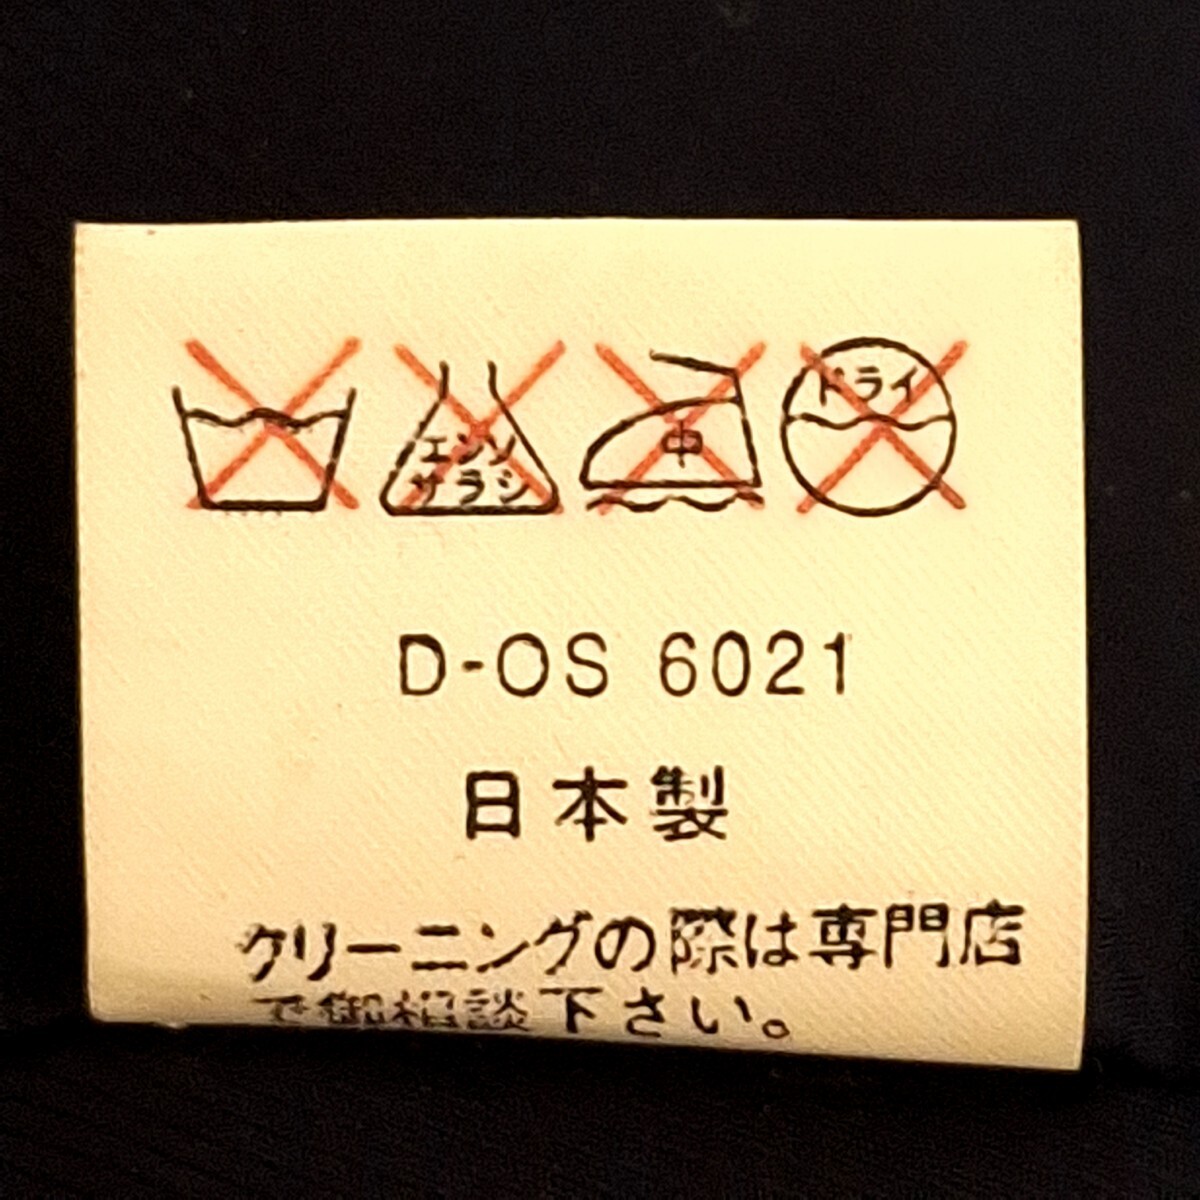 エンソ サラシ 中 ドライ
D-OS 6021
日本製
クリーニングの際は専門店
で御相談下さい。